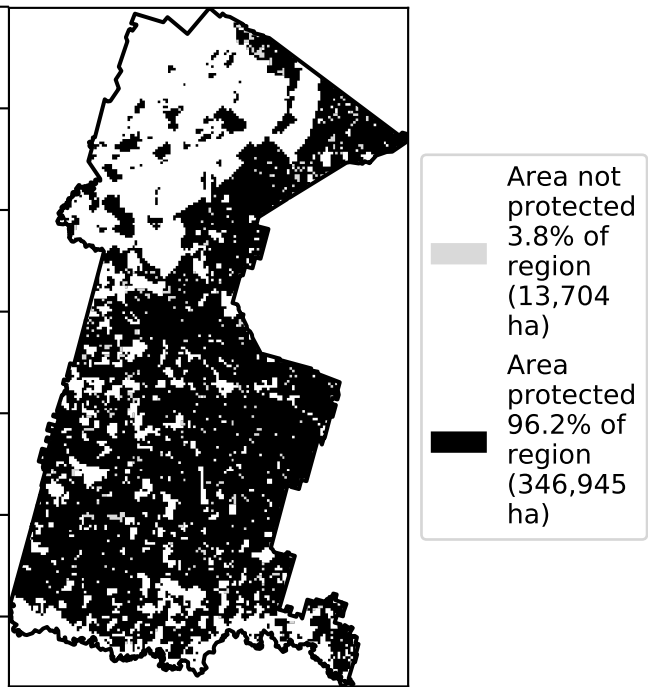 Area not
protected
3.8% of
region
(13,704
ha)
Area
protected
96.2% of
region
(346,945
ha)